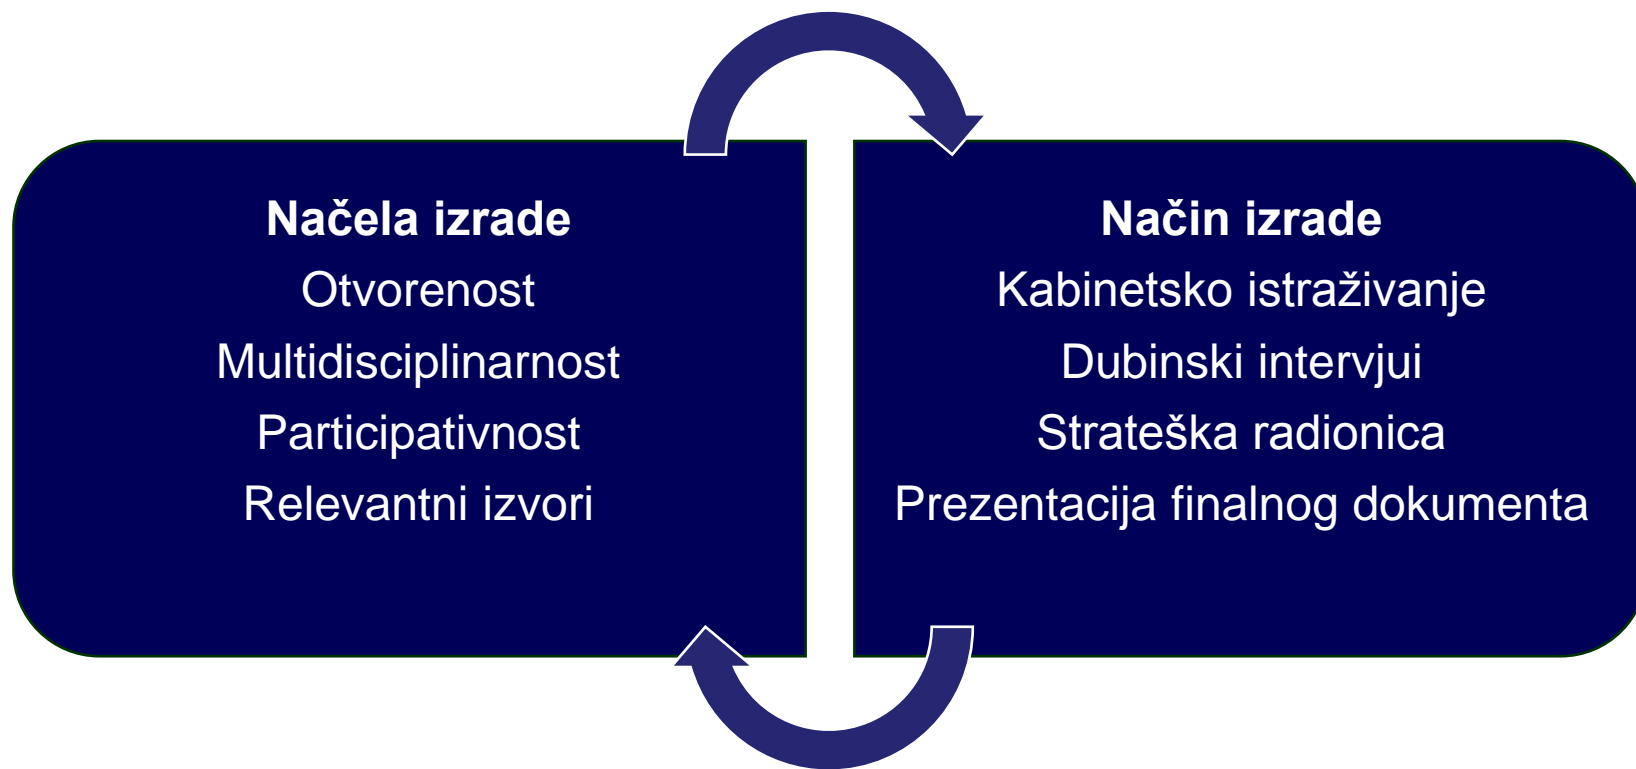 Načela izrade
Otvorenost
Multidisciplinarnost
Participativnost
Relevantni izvori
Način izrade
Kabinetsko istraživanje
Dubinski intervjui
Strateška radionica
Prezentacija finalnog dokumenta